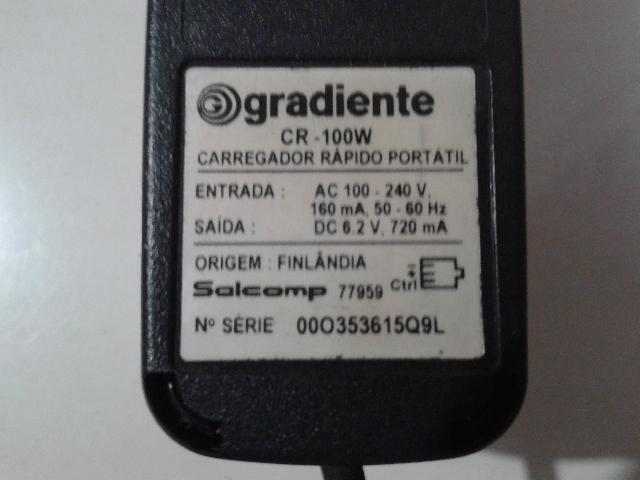 gradiente
CR-100W
CARREGADOR RÁPIDO PORTÁTIL
ENTRADA : AC 100 - 240 V,
160 mA, 50 - 60 Hz
SAÍDA : DC 6.2 V, 720 mA
ORIGEM : FINLÂNDIA
Salcomp 77959 Ctrl
Nº SÉRIE 00O353615Q9L